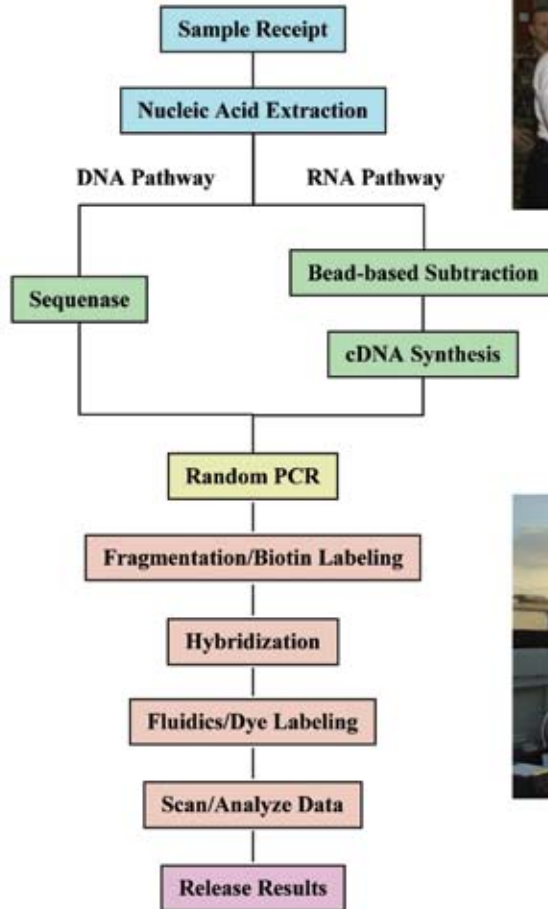 Sample Receipt
Nucleic Acid Extraction
DNA Pathway
RNA Pathway
Sequenase
Bead-based Subtraction
cDNA Synthesis
Random PCR
Fragmentation/Biotin Labeling
Hybridization
Fluidics/Dye Labeling
Scan/Analyze Data
Release Results